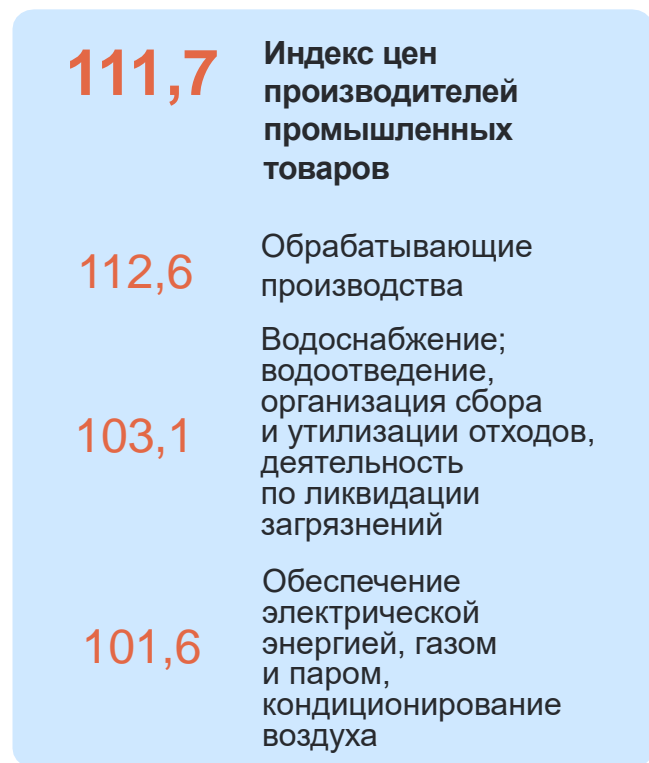 111,7
Индекс цен
производителей
промышленных
товаров
112,6
Обрабатывающие
производства
103,1
Водоснабжение;
водоотведение,
организация сбора
и утилизации отходов,
деятельность
по ликвидации
загрязнений
101,6
Обеспечение
электрической
энергией, газом
и паром,
кондиционирование
воздуха